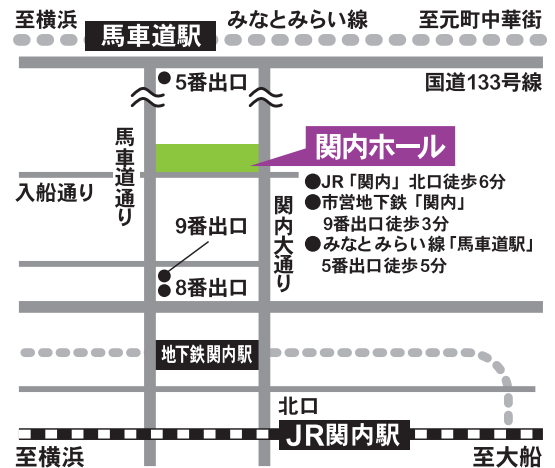 至横浜
馬車道駅
みなとみらい線
至元町中華街
5番出口
国道133号線
馬車道通り
関内ホール
入船通り
関内大通り
●JR「関内」北口徒歩6分
●市営地下鉄「関内」
9番出口徒歩3分
●みなとみらい線「馬車道駅」
5番出口徒歩5分
9番出口
8番出口
地下鉄関内駅
北口
JR関内駅
至横浜
至大船